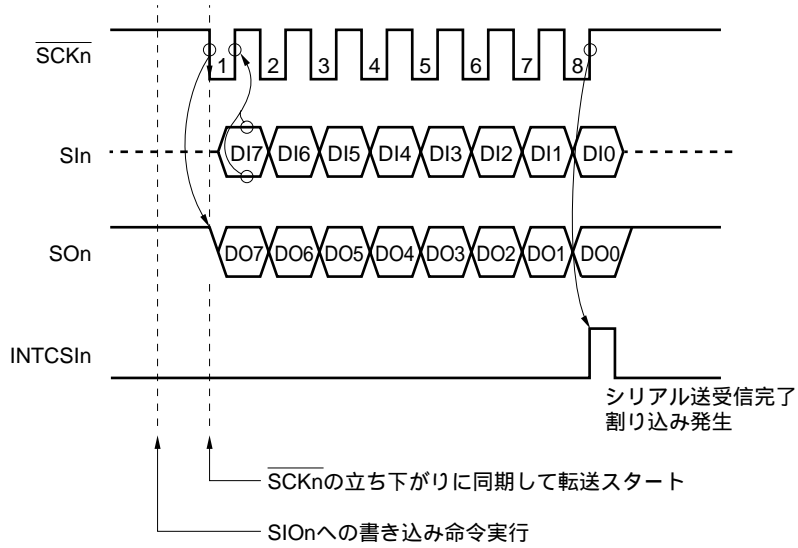 SCKn
1 2 3 4 5 6 7 8
SIn
DI7 DI6 DI5 DI4 DI3 DI2 DI1 DI0
SOn
DO7 DO6 DO5 DO4 DO3 DO2 DO1 DO0
INTCSIn
シリアル送受信完了
割り込み発生
SCKnの立ち下がりに同期して転送スタート
SIOnへの書き込み命令実行